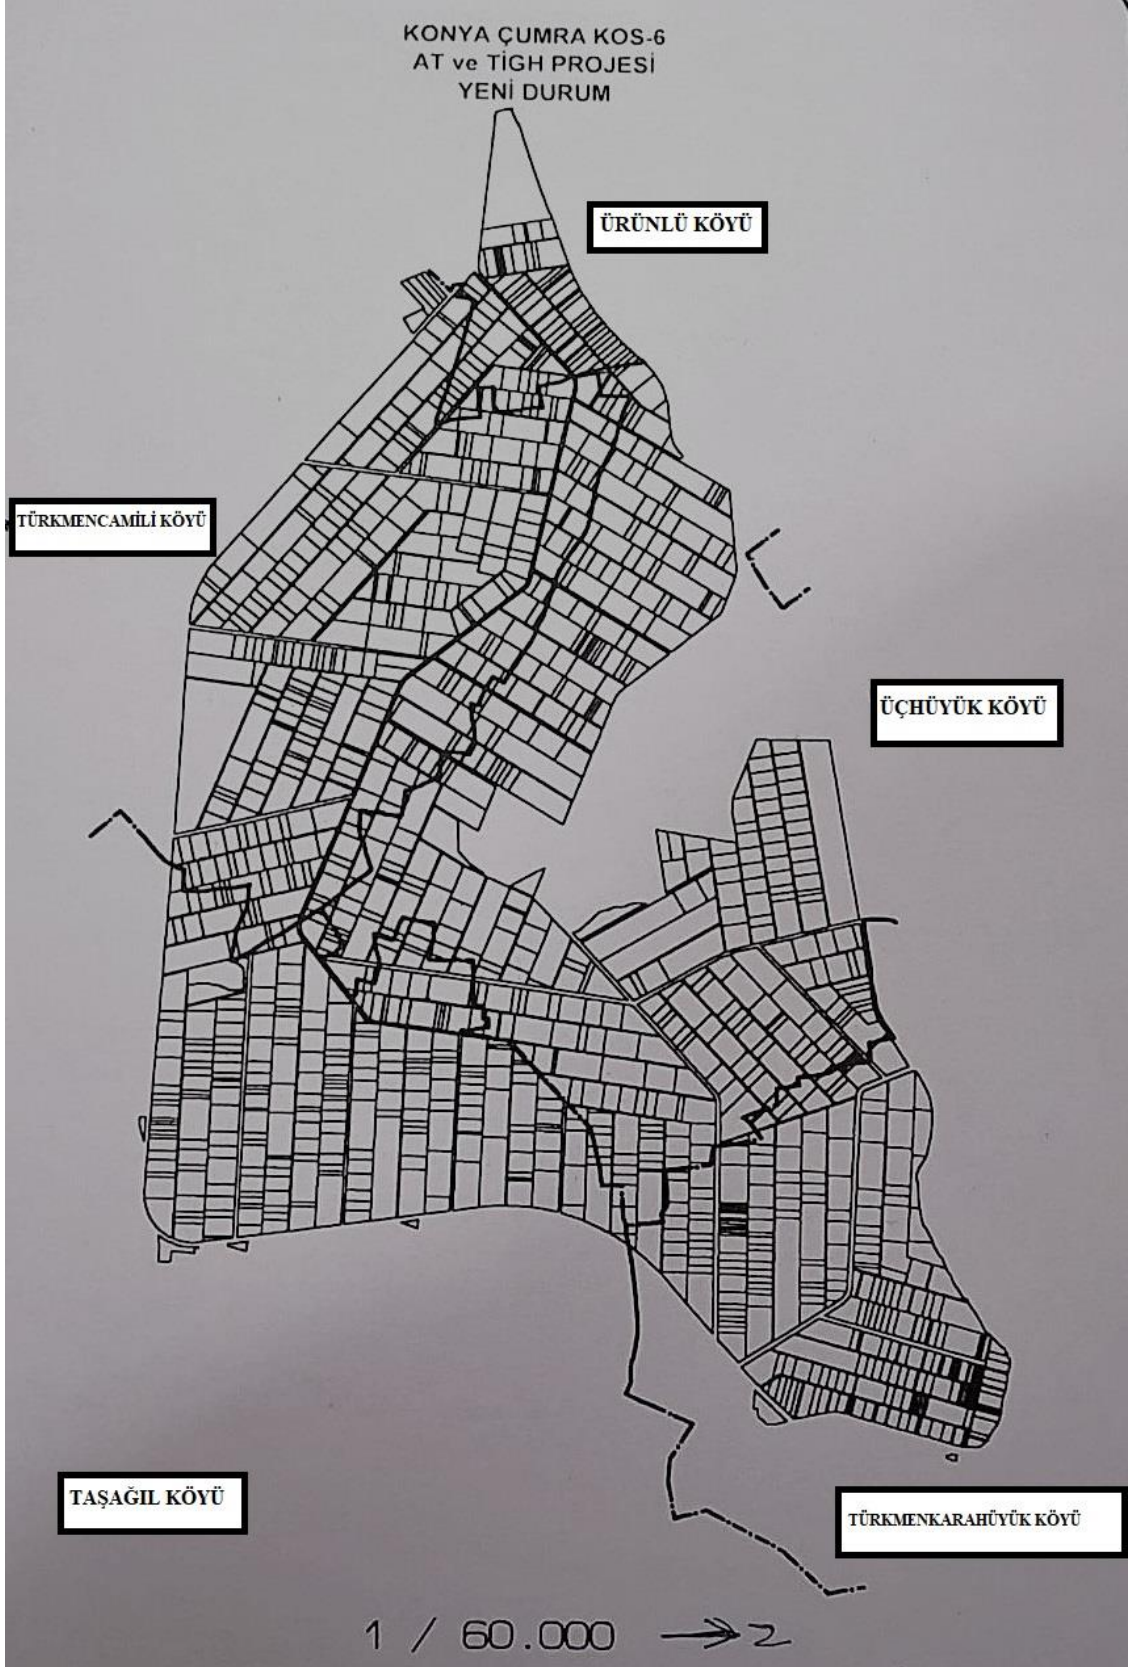 KONYA ÇUMRA KOS-6
AT ve TİGH PROJESİ
YENİ DURUM
ÜRÜNLÜ KÖYÜ
TÜRKMENCAMİLİ KÖYÜ
ÜÇHÜYÜK KÖYÜ
TAŞAĞIL KÖYÜ
TÜRKMENKARAHÜYÜK KÖYÜ
1 / 60.000